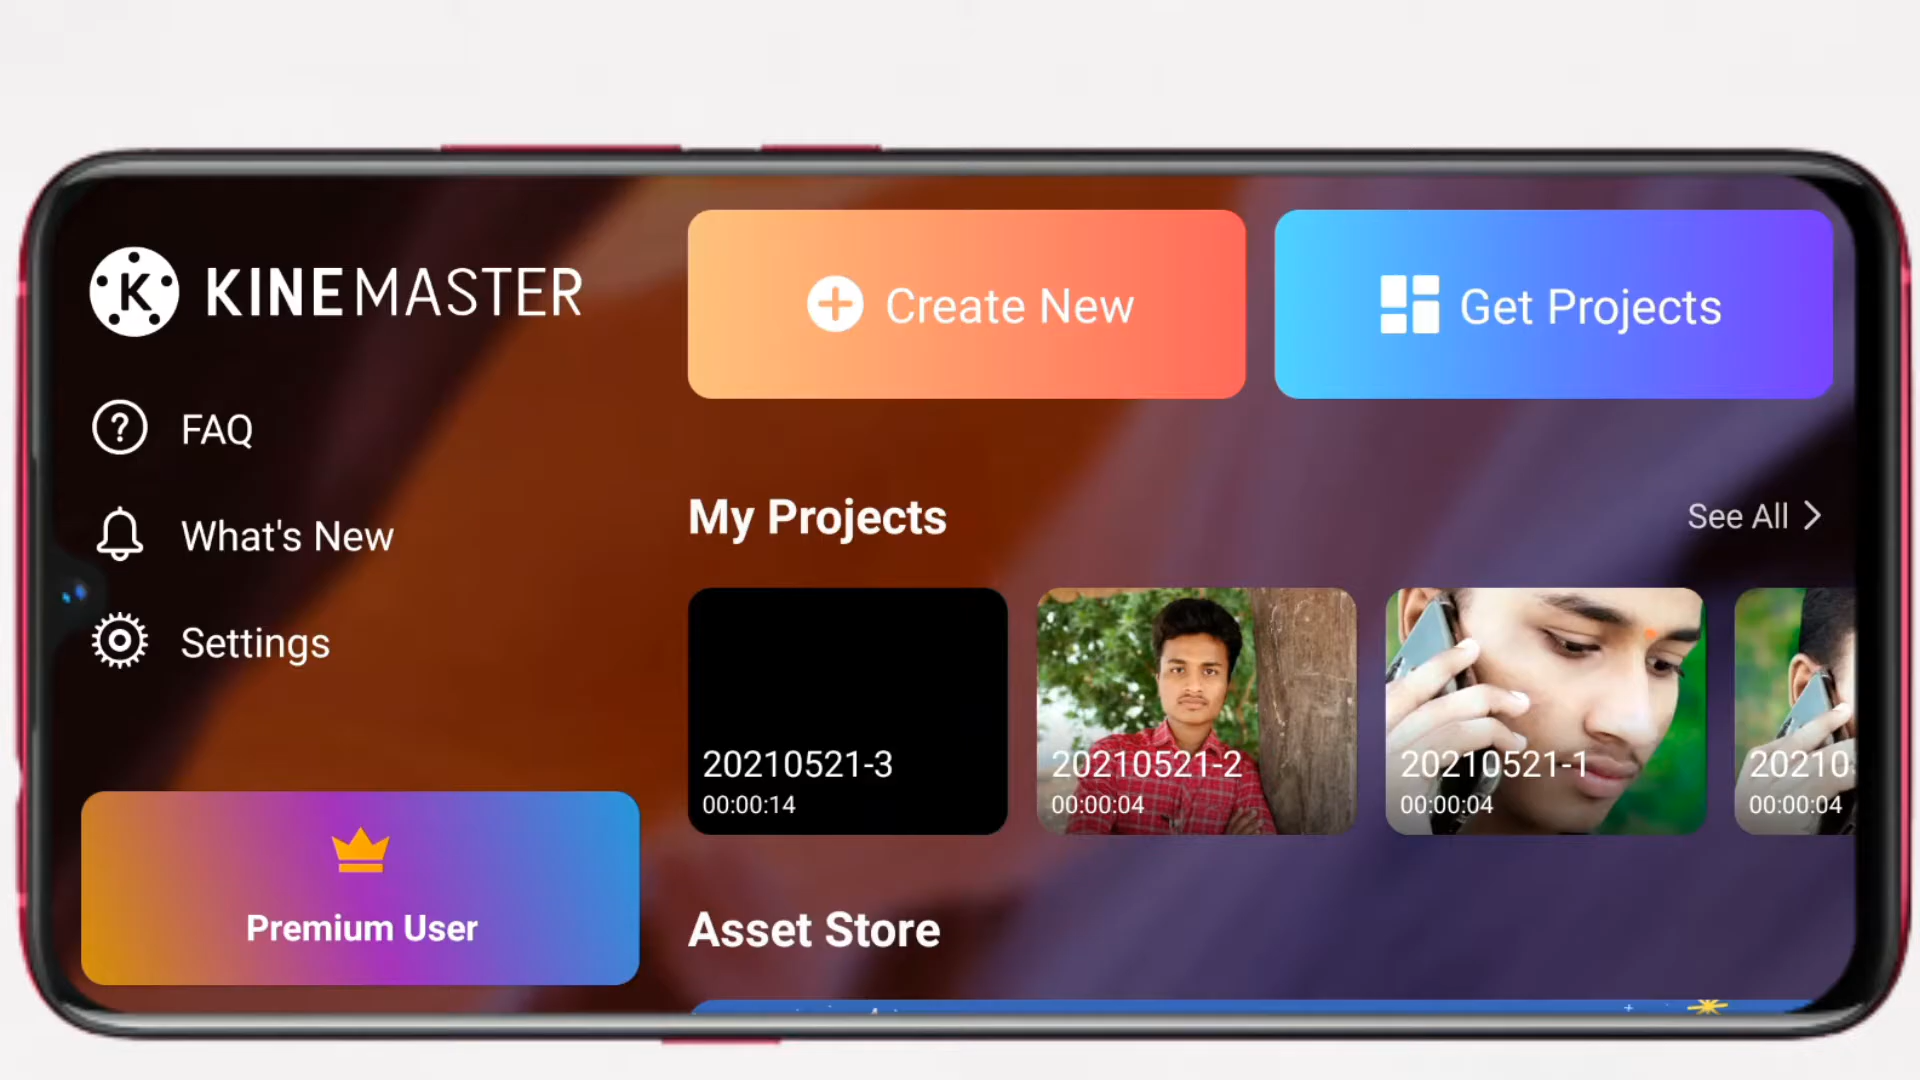 KINEMASTER
FAQ
What's New
Settings
Premium User
Create New
Get Projects
My Projects
See All
20210521-3
00:00:14
20210521-2
00:00:04
20210521-1
00:00:04
20210
00:00:04
Asset Store